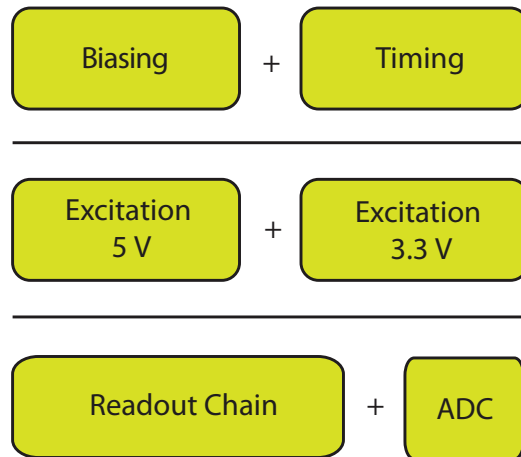 Biasing + Timing
Excitation 5 V + Excitation 3.3 V
Readout Chain + ADC